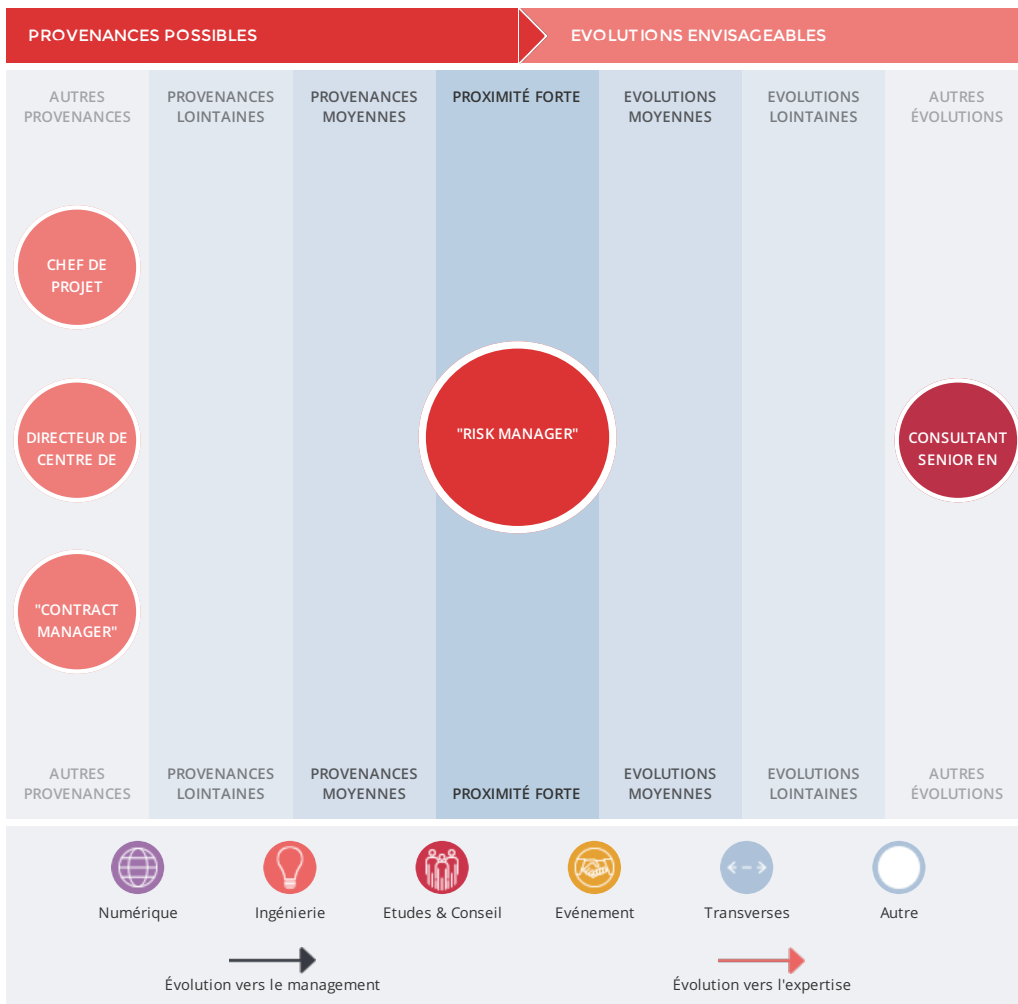 PROVENANCES POSSIBLES
EVOLUTIONS ENVISAGEABLES
AUTRES
PROVENANCES
PROVENANCES
LOINTAINES
PROVENANCES
MOYENNES
PROXIMITÉ FORTE
EVOLUTIONS
MOYENNES
EVOLUTIONS
LOINTAINES
AUTRES
ÉVOLUTIONS
CHEF DE
PROJET
DIRECTEUR DE
CENTRE DE
"CONTRACT
MANAGER"
"RISK MANAGER"
CONSULTANT
SENIOR EN
AUTRES
PROVENANCES
PROVENANCES
LOINTAINES
PROVENANCES
MOYENNES
PROXIMITÉ FORTE
EVOLUTIONS
MOYENNES
EVOLUTIONS
LOINTAINES
AUTRES
ÉVOLUTIONS
Numérique
Ingénierie
Etudes & Conseil
Evénement
Transverses
Autre
Évolution vers le management
Évolution vers l'expertise